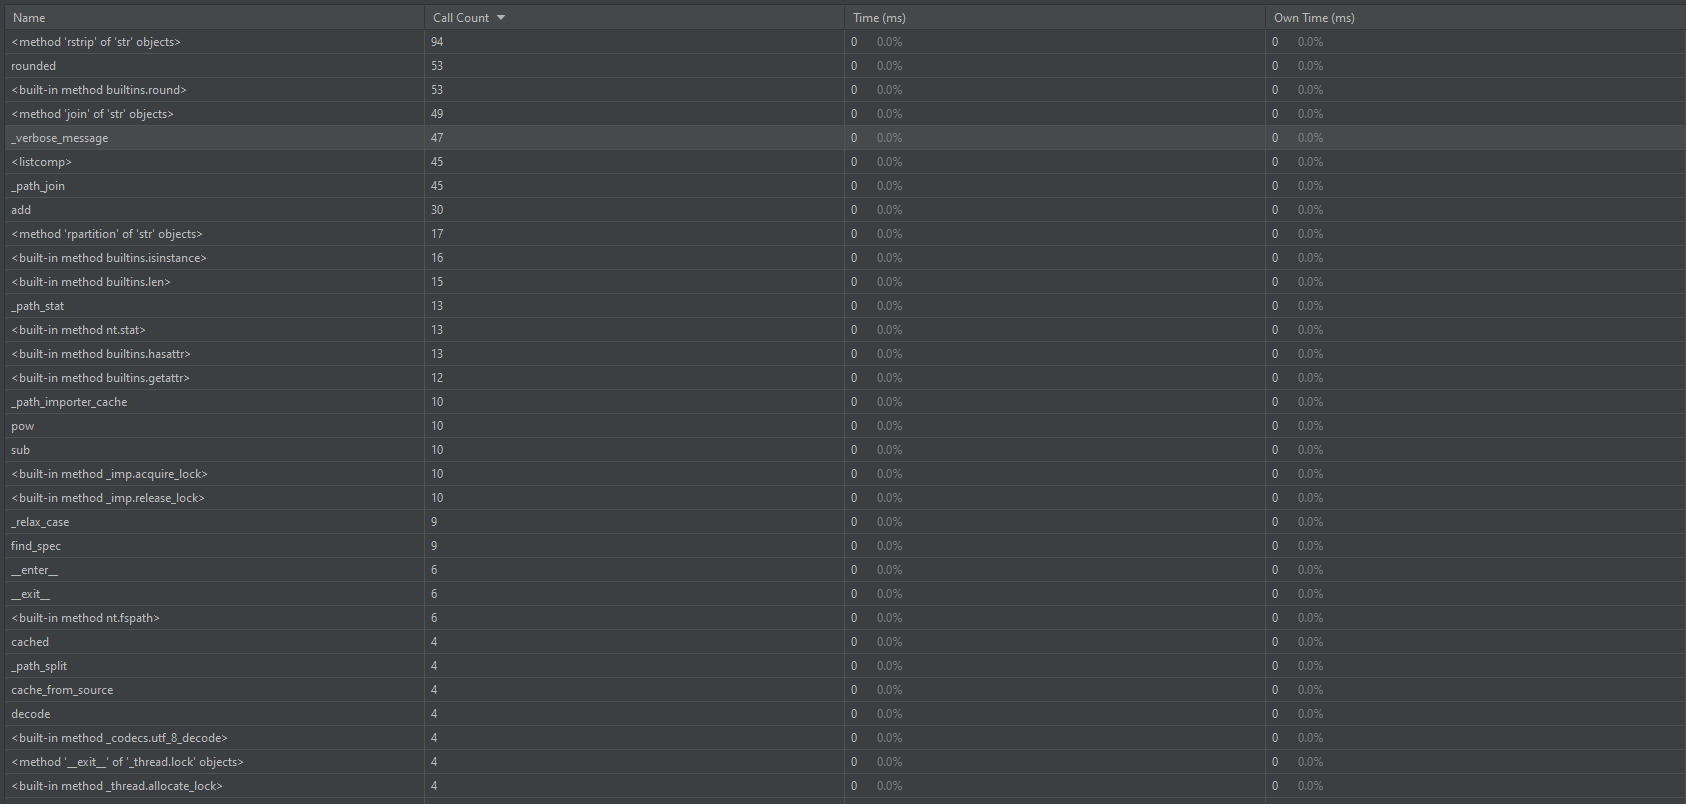 Name Call Count Time (ms) Own Time (ms)
<method 'rstrip' of 'str' objects> 94 0 0.0% 0 0.0%
rounded 53 0 0.0% 0 0.0%
<built-in method builtins.round> 53 0 0.0% 0 0.0%
<method 'join' of 'str' objects> 49 0 0.0% 0 0.0%
_verbose_message 47 0 0.0% 0 0.0%
<listcomp> 45 0 0.0% 0 0.0%
_path_join 45 0 0.0% 0 0.0%
add 30 0 0.0% 0 0.0%
<method 'rpartition' of 'str' objects> 17 0 0.0% 0 0.0%
<built-in method builtins.isinstance> 16 0 0.0% 0 0.0%
<built-in method builtins.len> 15 0 0.0% 0 0.0%
_path_stat 13 0 0.0% 0 0.0%
<built-in method nt.stat> 13 0 0.0% 0 0.0%
<built-in method builtins.hasattr> 13 0 0.0% 0 0.0%
<built-in method builtins.getattr> 12 0 0.0% 0 0.0%
_path_importer_cache 10 0 0.0% 0 0.0%
pow 10 0 0.0% 0 0.0%
sub 10 0 0.0% 0 0.0%
<built-in method _imp.acquire_lock> 10 0 0.0% 0 0.0%
<built-in method _imp.release_lock> 10 0 0.0% 0 0.0%
_relax_case 9 0 0.0% 0 0.0%
find_spec 9 0 0.0% 0 0.0%
__enter__ 6 0 0.0% 0 0.0%
__exit__ 6 0 0.0% 0 0.0%
<built-in method nt.fspath> 6 0 0.0% 0 0.0%
cached 4 0 0.0% 0 0.0%
_path_split 4 0 0.0% 0 0.0%
cache_from_source 4 0 0.0% 0 0.0%
decode 4 0 0.0% 0 0.0%
<built-in method _codecs.utf_8_decode> 4 0 0.0% 0 0.0%
<method '__exit__' of '_thread.lock' objects> 4 0 0.0% 0 0.0%
<built-in method _thread.allocate_lock> 4 0 0.0% 0 0.0%